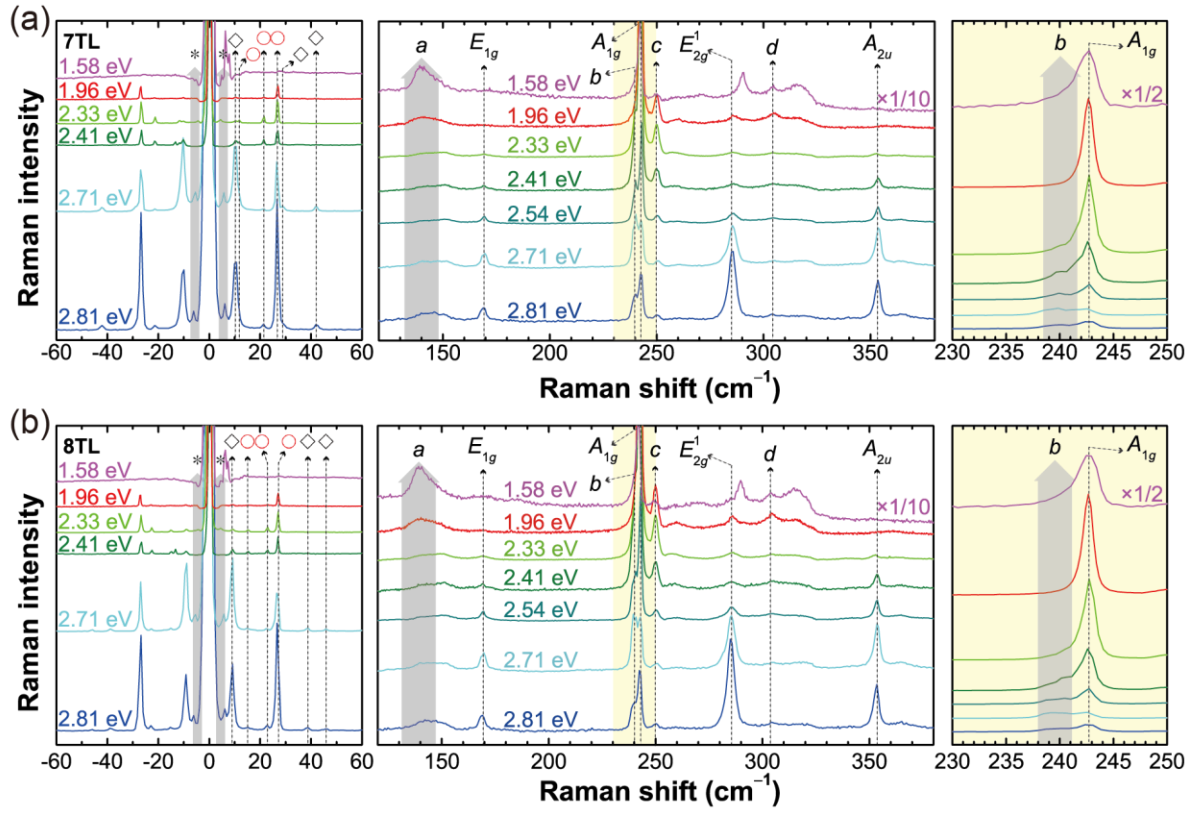 (a)
7TL
* *
1.58 eV
1.96 eV
2.33 eV
2.41 eV
2.71 eV
2.81 eV
-60 -40 -20 0 20 40 60
a E1g A1g b c E¹2g d A2u
1.58 eV
×1/10
1.96 eV
2.33 eV
2.41 eV
2.54 eV
2.71 eV
2.81 eV
150 200 250 300 350
b A1g
×1/2
230 235 240 245 250
Raman intensity
Raman shift (cm⁻¹)
(b)
8TL
* *
1.58 eV
1.96 eV
2.33 eV
2.41 eV
2.71 eV
2.81 eV
-60 -40 -20 0 20 40 60
a E1g A1g b c E¹2g d A2u
1.58 eV
×1/10
1.96 eV
2.33 eV
2.41 eV
2.54 eV
2.71 eV
2.81 eV
150 200 250 300 350
b A1g
×1/2
230 235 240 245 250
Raman intensity
Raman shift (cm⁻¹)